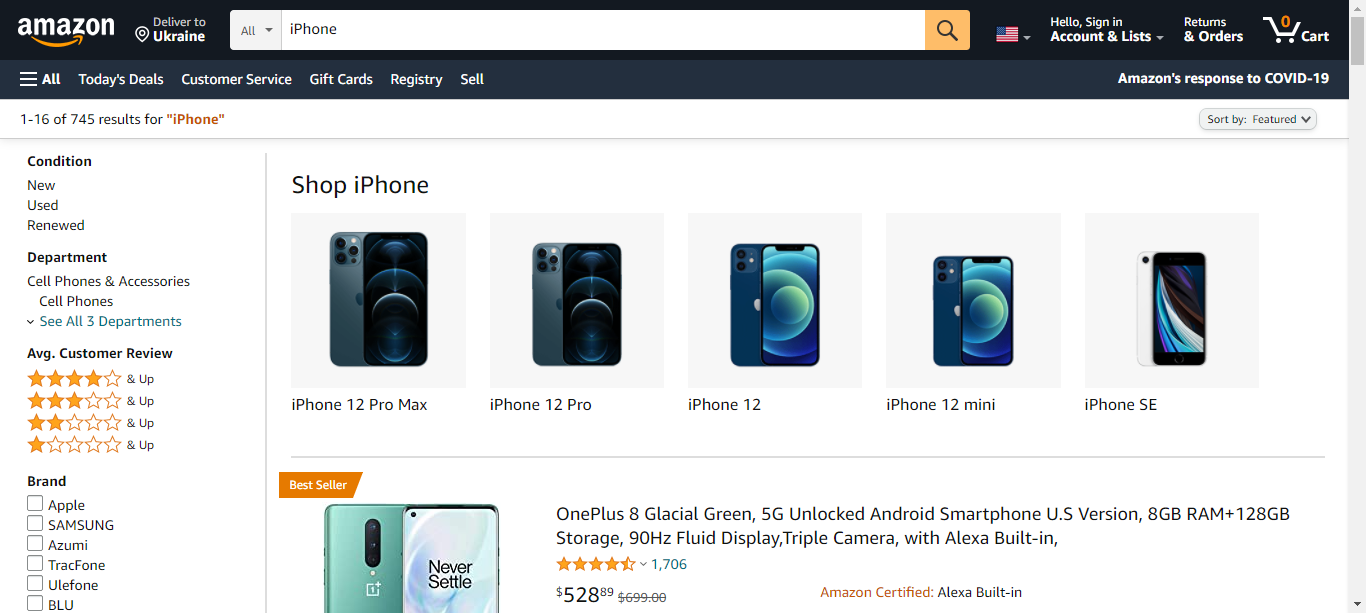 amazon
Deliver to
Ukraine
All
iPhone
Hello, Sign in
Account & Lists
Returns
& Orders
0
Cart
All
Today's Deals
Customer Service
Gift Cards
Registry
Sell
Amazon's response to COVID-19
1-16 of 745 results for "iPhone"
Sort by: Featured
Condition
New
Used
Renewed
Department
Cell Phones & Accessories
Cell Phones
See All 3 Departments
Avg. Customer Review
& Up
& Up
& Up
& Up
Brand
Apple
SAMSUNG
Azumi
TracFone
Ulefone
BLU
Shop iPhone
iPhone 12 Pro Max
iPhone 12 Pro
iPhone 12
iPhone 12 mini
iPhone SE
Best Seller
Never
Settle
OnePlus 8 Glacial Green, 5G Unlocked Android Smartphone U.S Version, 8GB RAM+128GB
Storage, 90Hz Fluid Display,Triple Camera, with Alexa Built-in,
1,706
$528.89 $699.00
Amazon Certified: Alexa Built-in